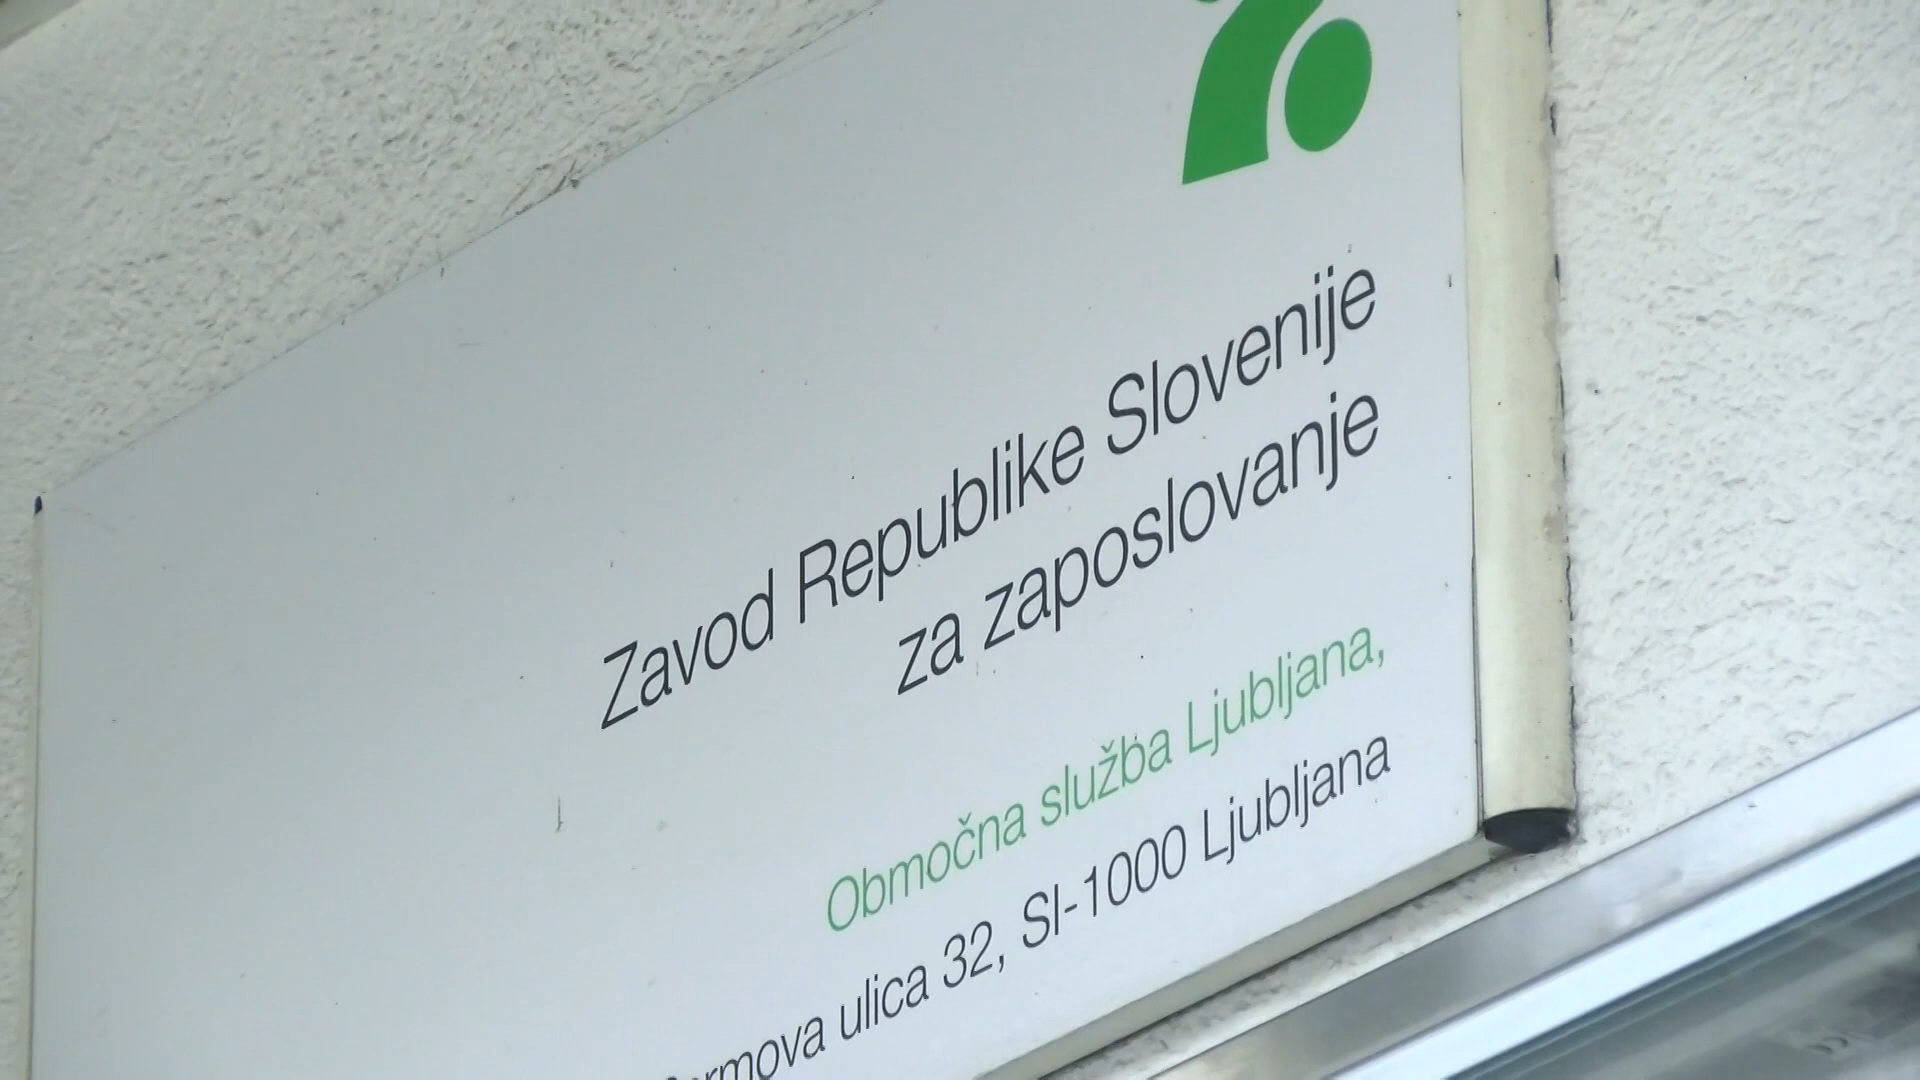 Zavod Republike Slovenije
za zaposlovanje
Območna služba Ljubljana,
ulica 32, SI-1000 Ljubljana